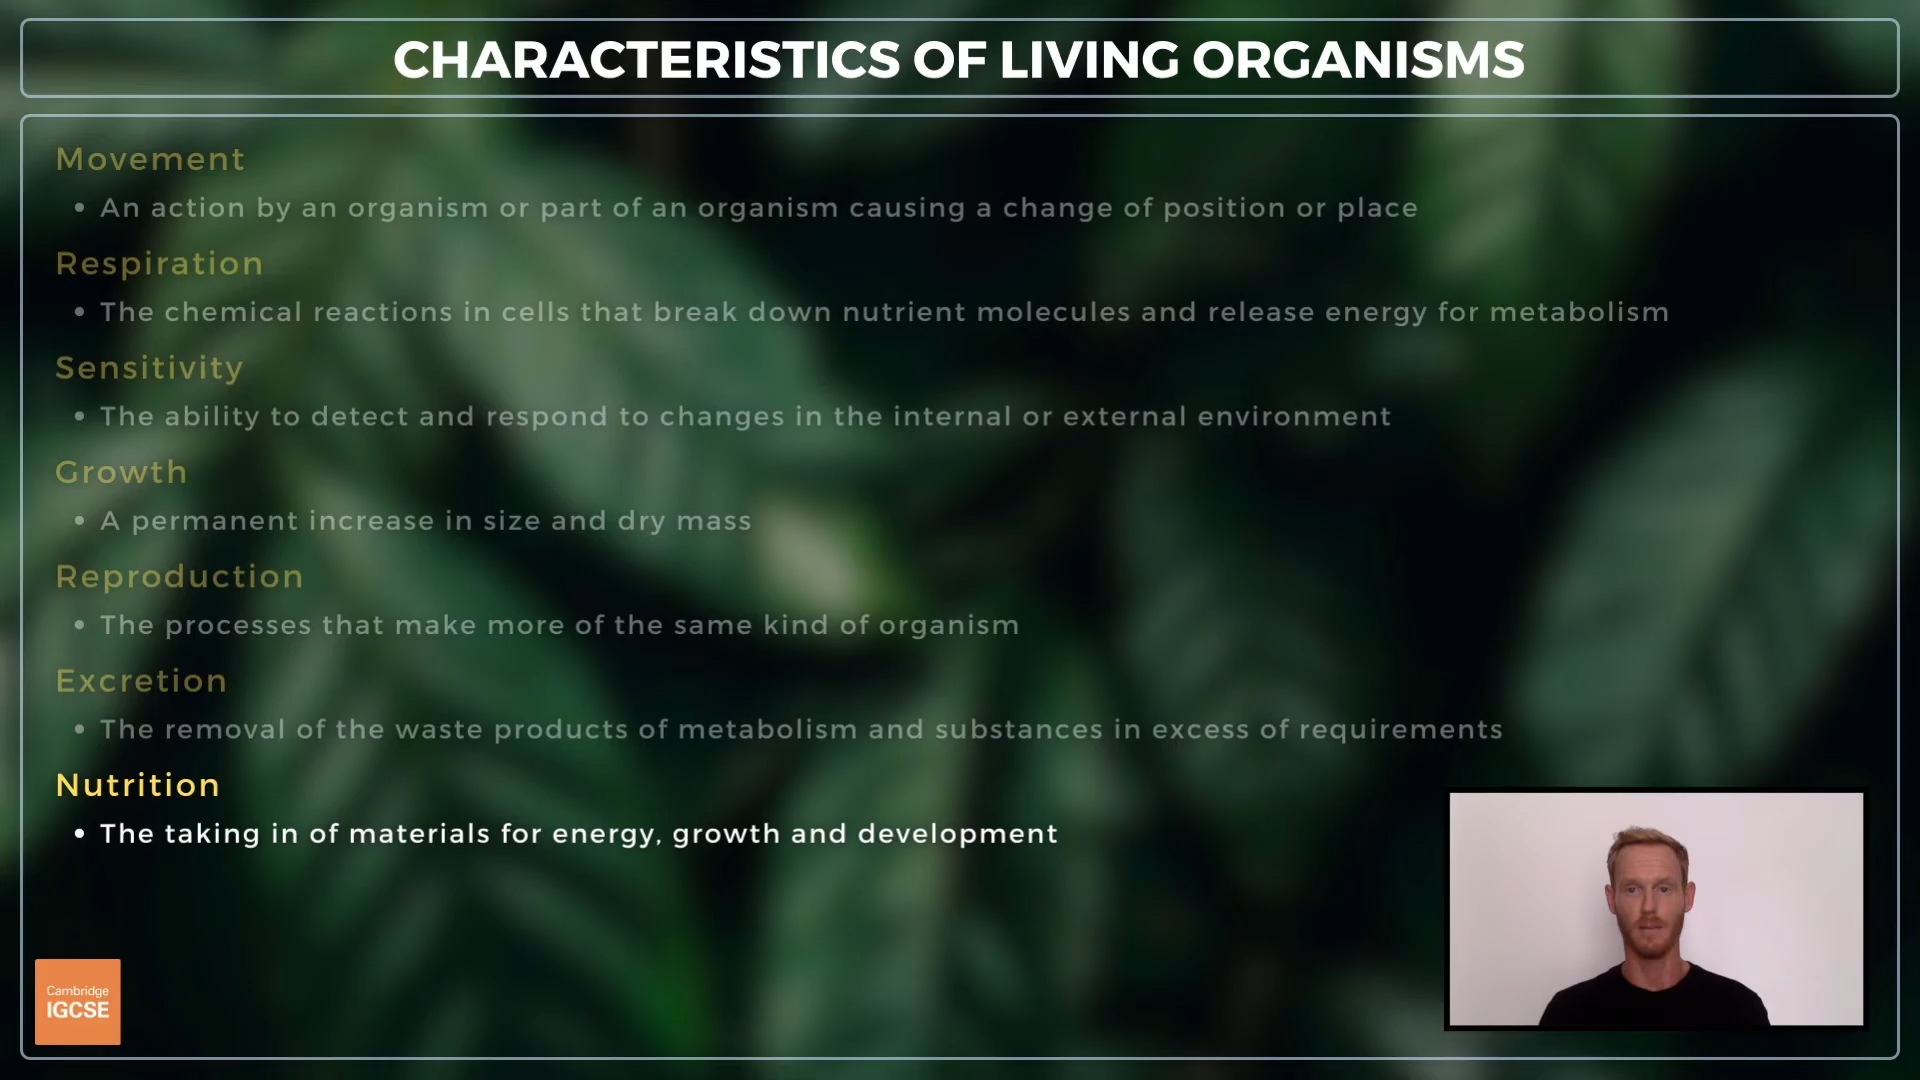 CHARACTERISTICS OF LIVING ORGANISMS
Movement
• An action by an organism or part of an organism causing a change of position or place
Respiration
• The chemical reactions in cells that break down nutrient molecules and release energy for metabolism
Sensitivity
• The ability to detect and respond to changes in the internal or external environment
Growth
• A permanent increase in size and dry mass
Reproduction
• The processes that make more of the same kind of organism
Excretion
• The removal of the waste products of metabolism and substances in excess of requirements
Nutrition
• The taking in of materials for energy, growth and development
Cambridge
IGCSE